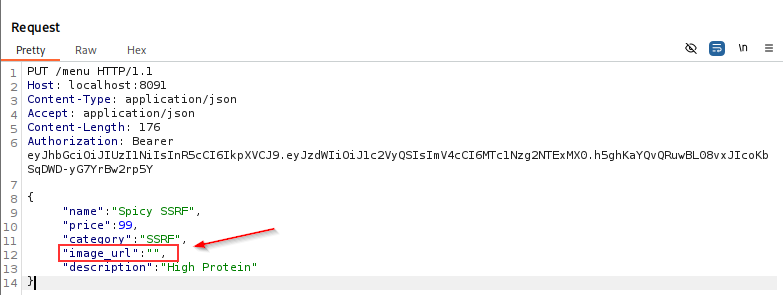 Request
Pretty Raw Hex
\n
1 PUT /menu HTTP/1.1
2 Host: localhost:8091
3 Content-Type: application/json
4 Accept: application/json
5 Content-Length: 176
6 Authorization: Bearer
eyJhbGciOiJIUzI1NiIsInR5cCI6IkpXVCJ9.eyJzdWIiOiJ1c2VyQSIsImV4cCI6MTc1Nzg2NTExMX0.h5ghKaYQvQRuwBL08vxJIcoKb
SqDWD-yG7YrBw2rp5Y
7
8 {
9 "name":"Spicy SSRF",
10 "price":99,
11 "category":"SSRF",
12 "image_url":"",
13 "description":"High Protein"
14 }